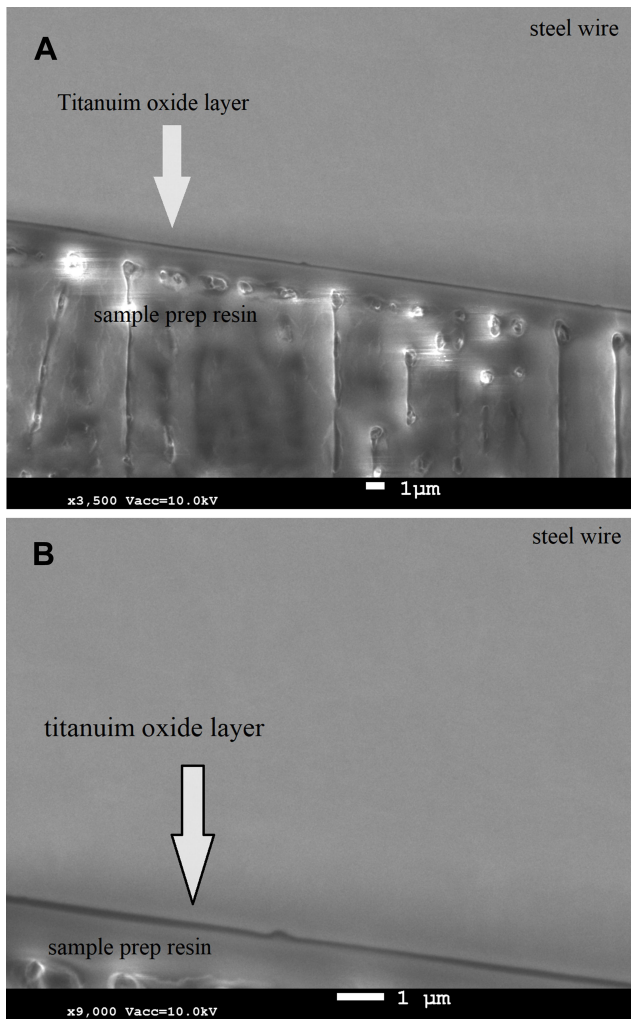 A
steel wire
Titanuim oxide layer
sample prep resin
x3,500 Vacc=10.0kV
1μm
B
steel wire
titanuim oxide layer
sample prep resin
x9,000 Vacc=10.0kV
1 μm